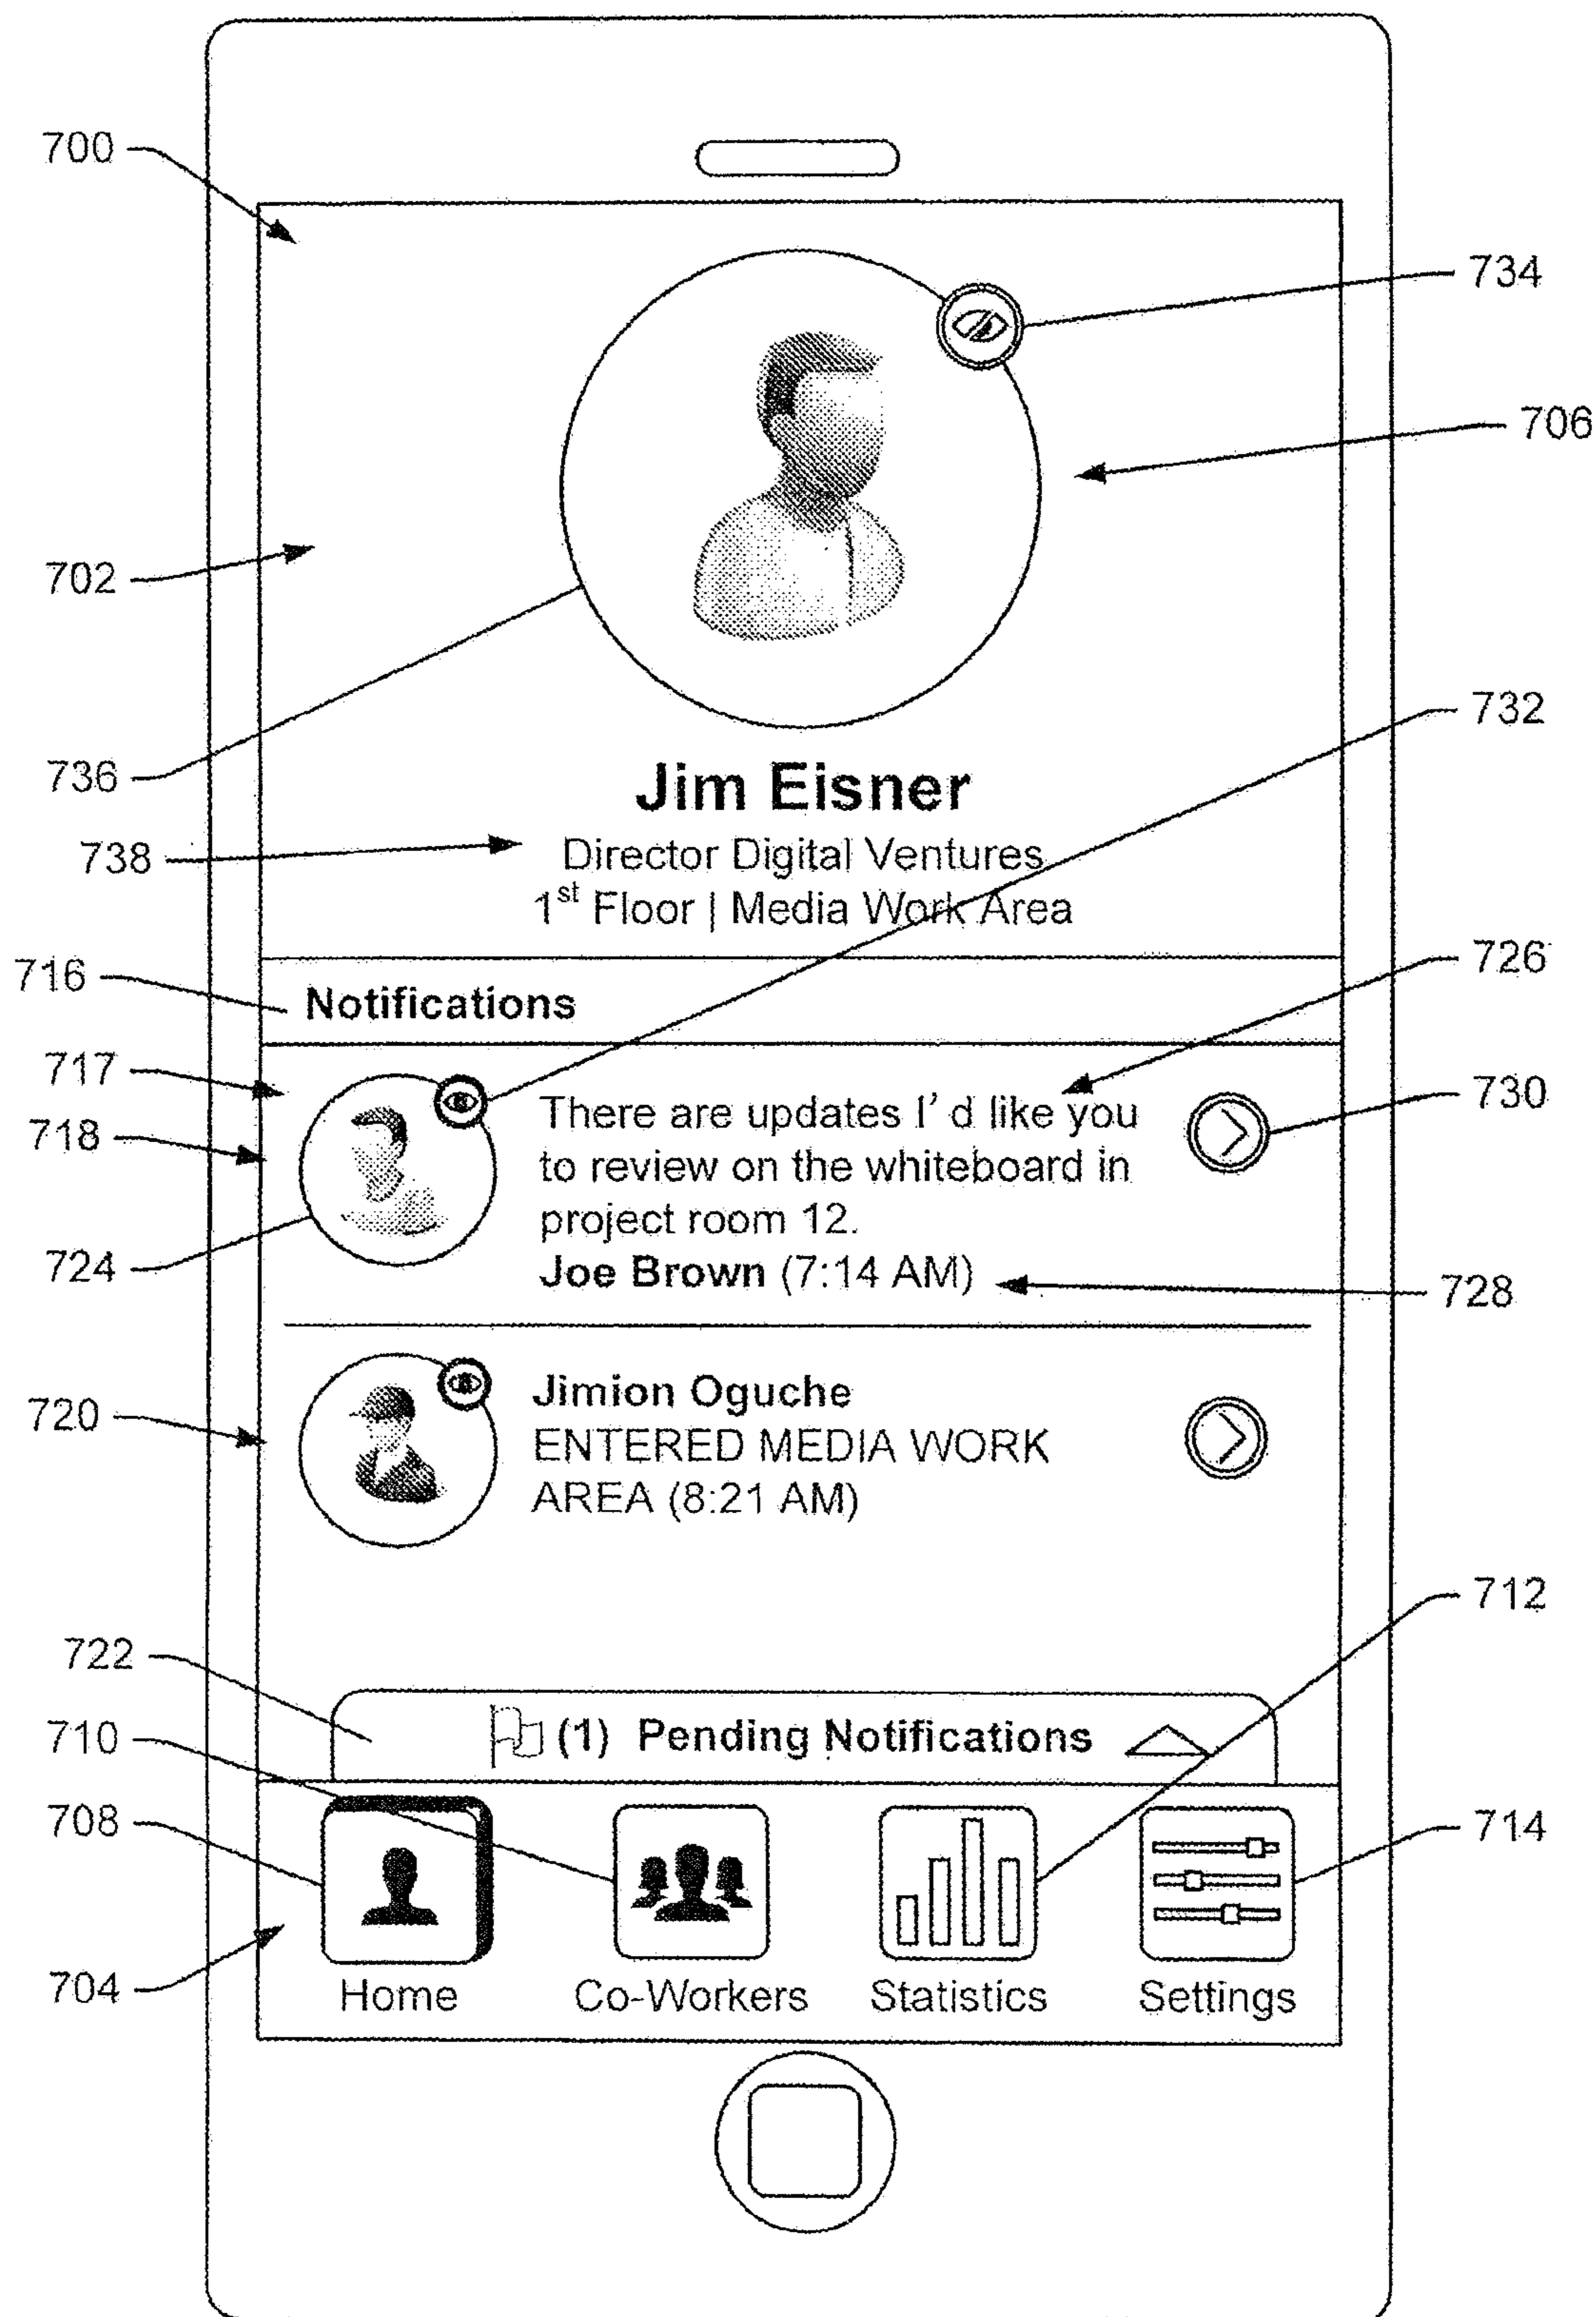 700
734
706
702
732
736
Jim Eisner
738
Director Digital Ventures
1st Floor | Media Work Area
726
716
Notifications
717
730
718
There are updates I' d like you
to review on the whiteboard in
project room 12.
724
Joe Brown (7:14 AM)
728
720
Jimion Oguche
ENTERED MEDIA WORK
AREA (8:21 AM)
712
722
710
(1) Pending Notifications
708
714
704
Home Co-Workers Statistics Settings